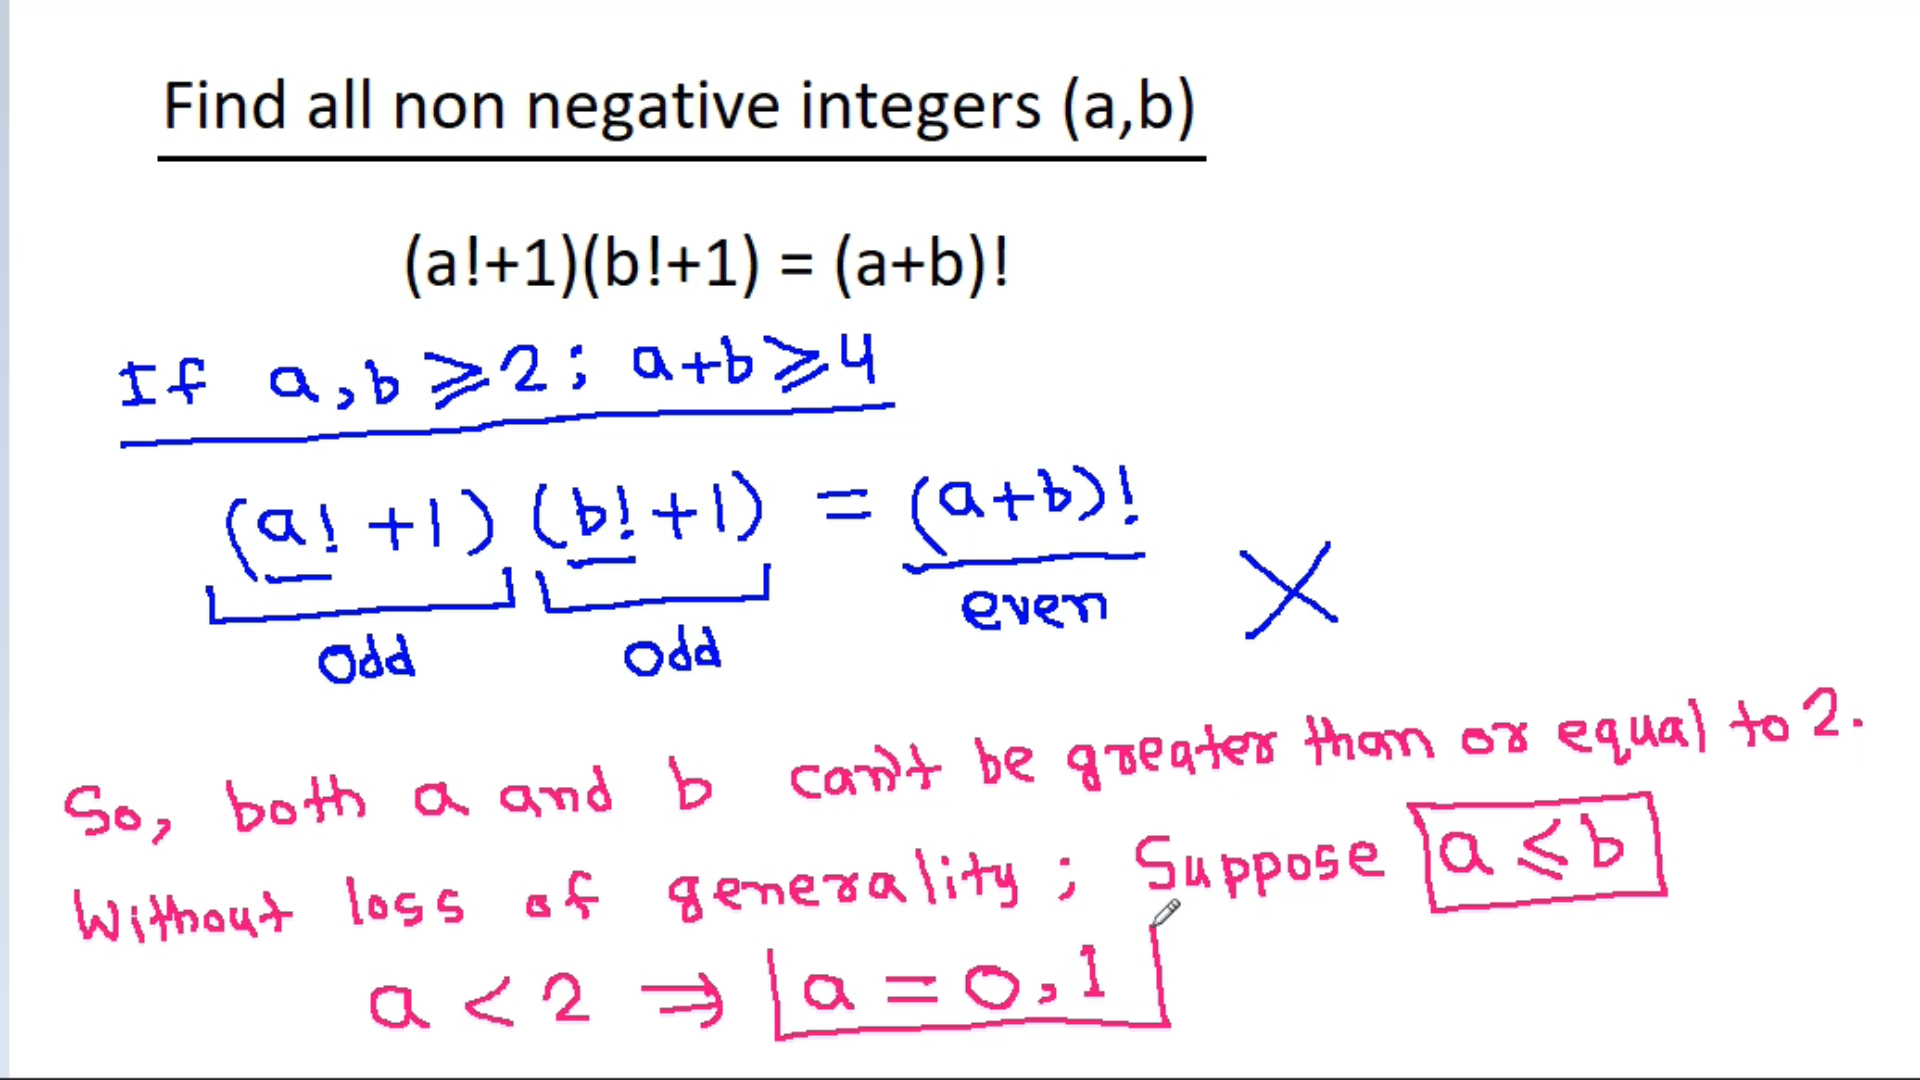 Find all non negative integers (a,b)
(a!+1)(b!+1) = (a+b)!
If a,b ⩾ 2 ; a+b ⩾ 4
(a! +1) (b! +1) = (a+b)!
odd odd even
So, both a and b can't be greater than or equal to 2.
Without loss of generality ; Suppose a ⩽ b
a < 2 ⇒ a = 0,1